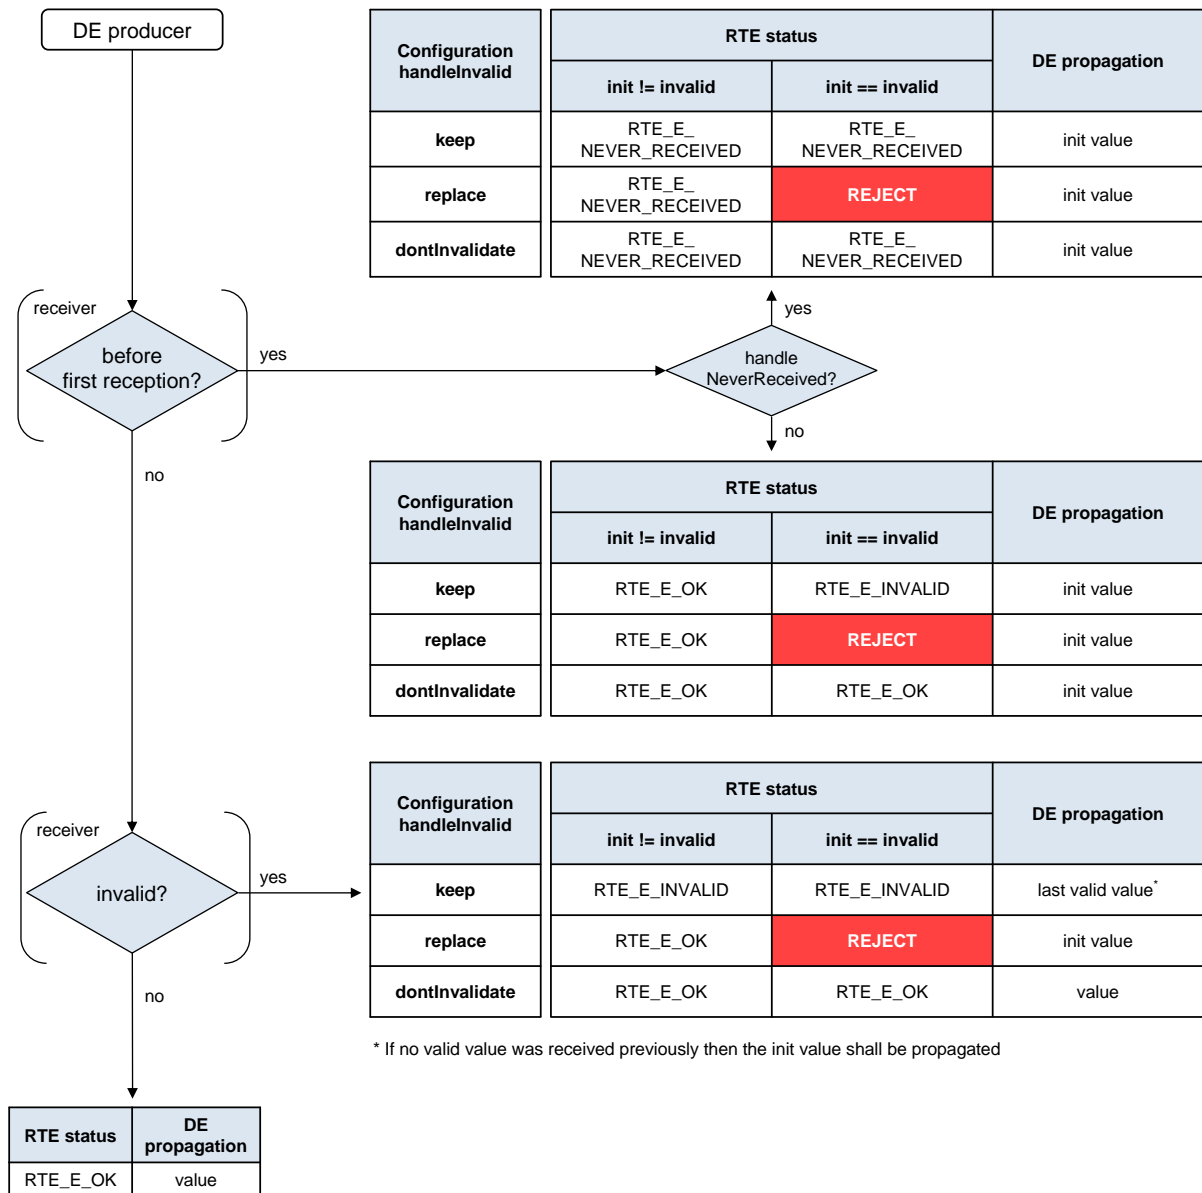 DE producer
Configuration
handleInvalid
RTE status
DE propagation
init != invalid
init == invalid
keep
RTE_E_
NEVER_RECEIVED
RTE_E_
NEVER_RECEIVED
init value
replace
RTE_E_
NEVER_RECEIVED
REJECT
init value
dontInvalidate
RTE_E_
NEVER_RECEIVED
RTE_E_
NEVER_RECEIVED
init value
receiver
before
first reception?
yes
handle
NeverReceived?
yes
no
no
Configuration
handleInvalid
RTE status
DE propagation
init != invalid
init == invalid
keep
RTE_E_OK
RTE_E_INVALID
init value
replace
RTE_E_OK
REJECT
init value
dontInvalidate
RTE_E_OK
RTE_E_OK
init value
receiver
invalid?
yes
no
Configuration
handleInvalid
RTE status
DE propagation
init != invalid
init == invalid
keep
RTE_E_INVALID
RTE_E_INVALID
last valid value*
replace
RTE_E_OK
REJECT
init value
dontInvalidate
RTE_E_OK
RTE_E_OK
value
* If no valid value was received previously then the init value shall be propagated
RTE status
DE
propagation
RTE_E_OK
value